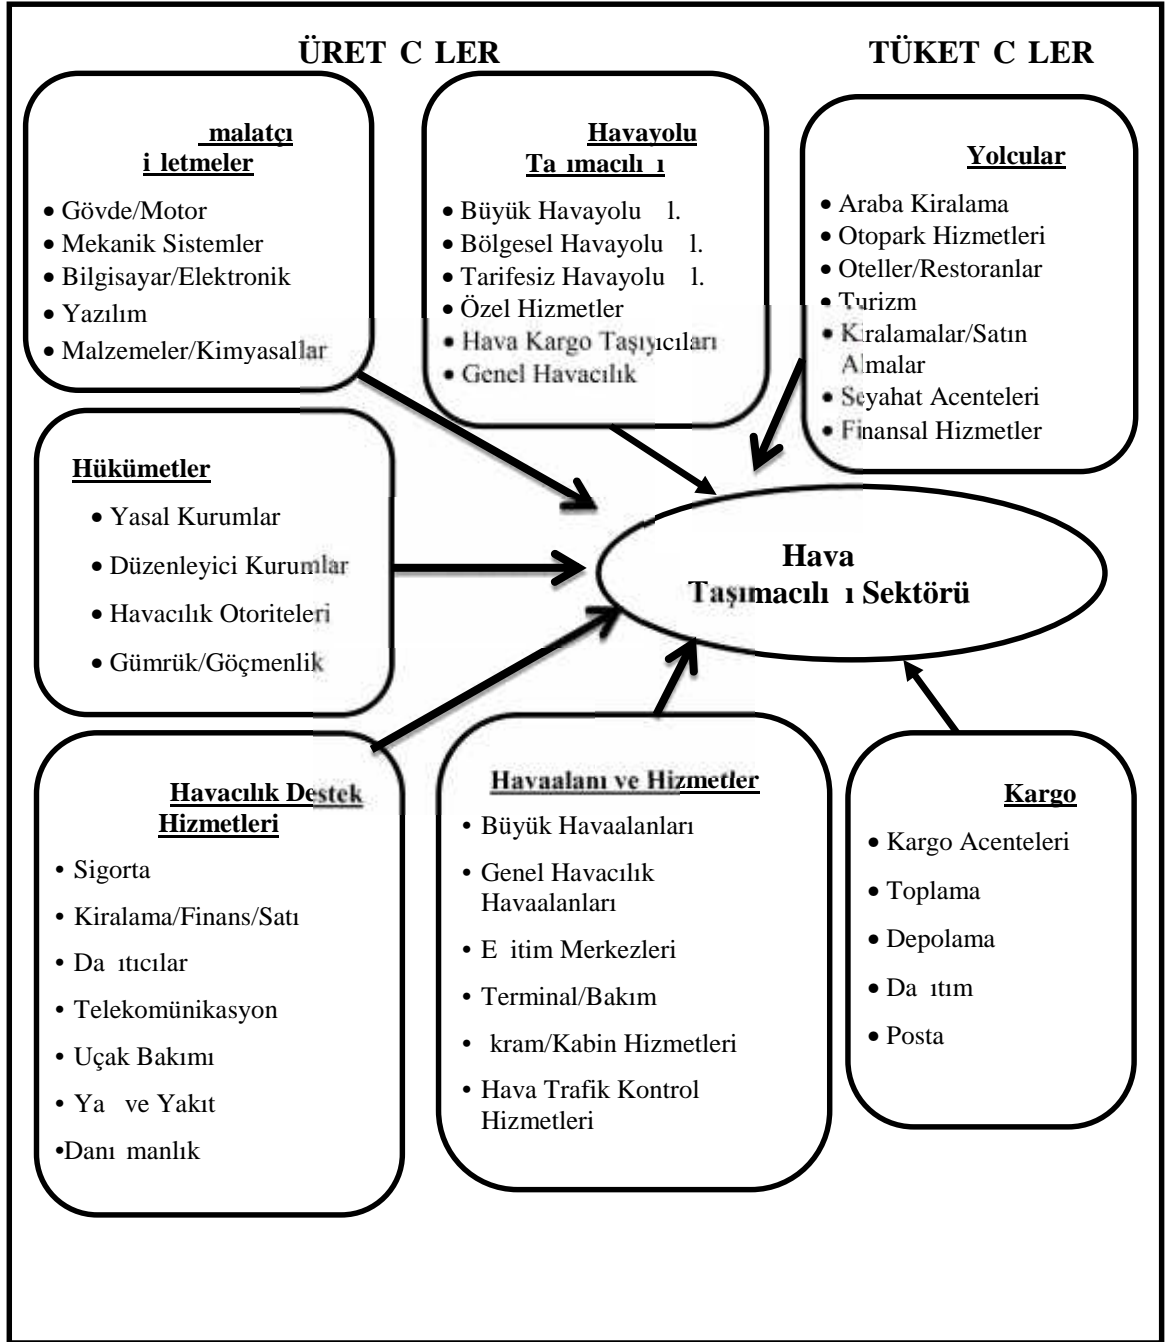 ÜRET C LER
TÜKET C LER
malatçı
i letmeler
• Gövde/Motor
• Mekanik Sistemler
• Bilgisayar/Elektronik
• Yazılım
• Malzemeler/Kimyasallar
Havayolu
Ta ımacılı ı
• Büyük Havayolu l.
• Bölgesel Havayolu l.
• Tarifesiz Havayolu l.
• Özel Hizmetler
• Hava Kargo Taşıyıcıları
• Genel Havacılık
Yolcular
• Araba Kiralama
• Otopark Hizmetleri
• Oteller/Restoranlar
• Turizm
• Kiralamalar/Satın
Almalar
• Seyahat Acenteleri
• Finansal Hizmetler
Hükümetler
• Yasal Kurumlar
• Düzenleyici Kurumlar
• Havacılık Otoriteleri
• Gümrük/Göçmenlik
Hava
Taşımacılı ı Sektörü
Havacılık Destek
Hizmetleri
• Sigorta
• Kiralama/Finans/Satı
• Da ıtıcılar
• Telekomünikasyon
• Uçak Bakımı
• Ya ve Yakıt
•Danı manlık
Havaalanı ve Hizmetler
• Büyük Havaalanları
• Genel Havacılık
Havaalanları
• E itim Merkezleri
• Terminal/Bakım
• kram/Kabin Hizmetleri
• Hava Trafik Kontrol
Hizmetleri
Kargo
• Kargo Acenteleri
• Toplama
• Depolama
• Da ıtım
• Posta